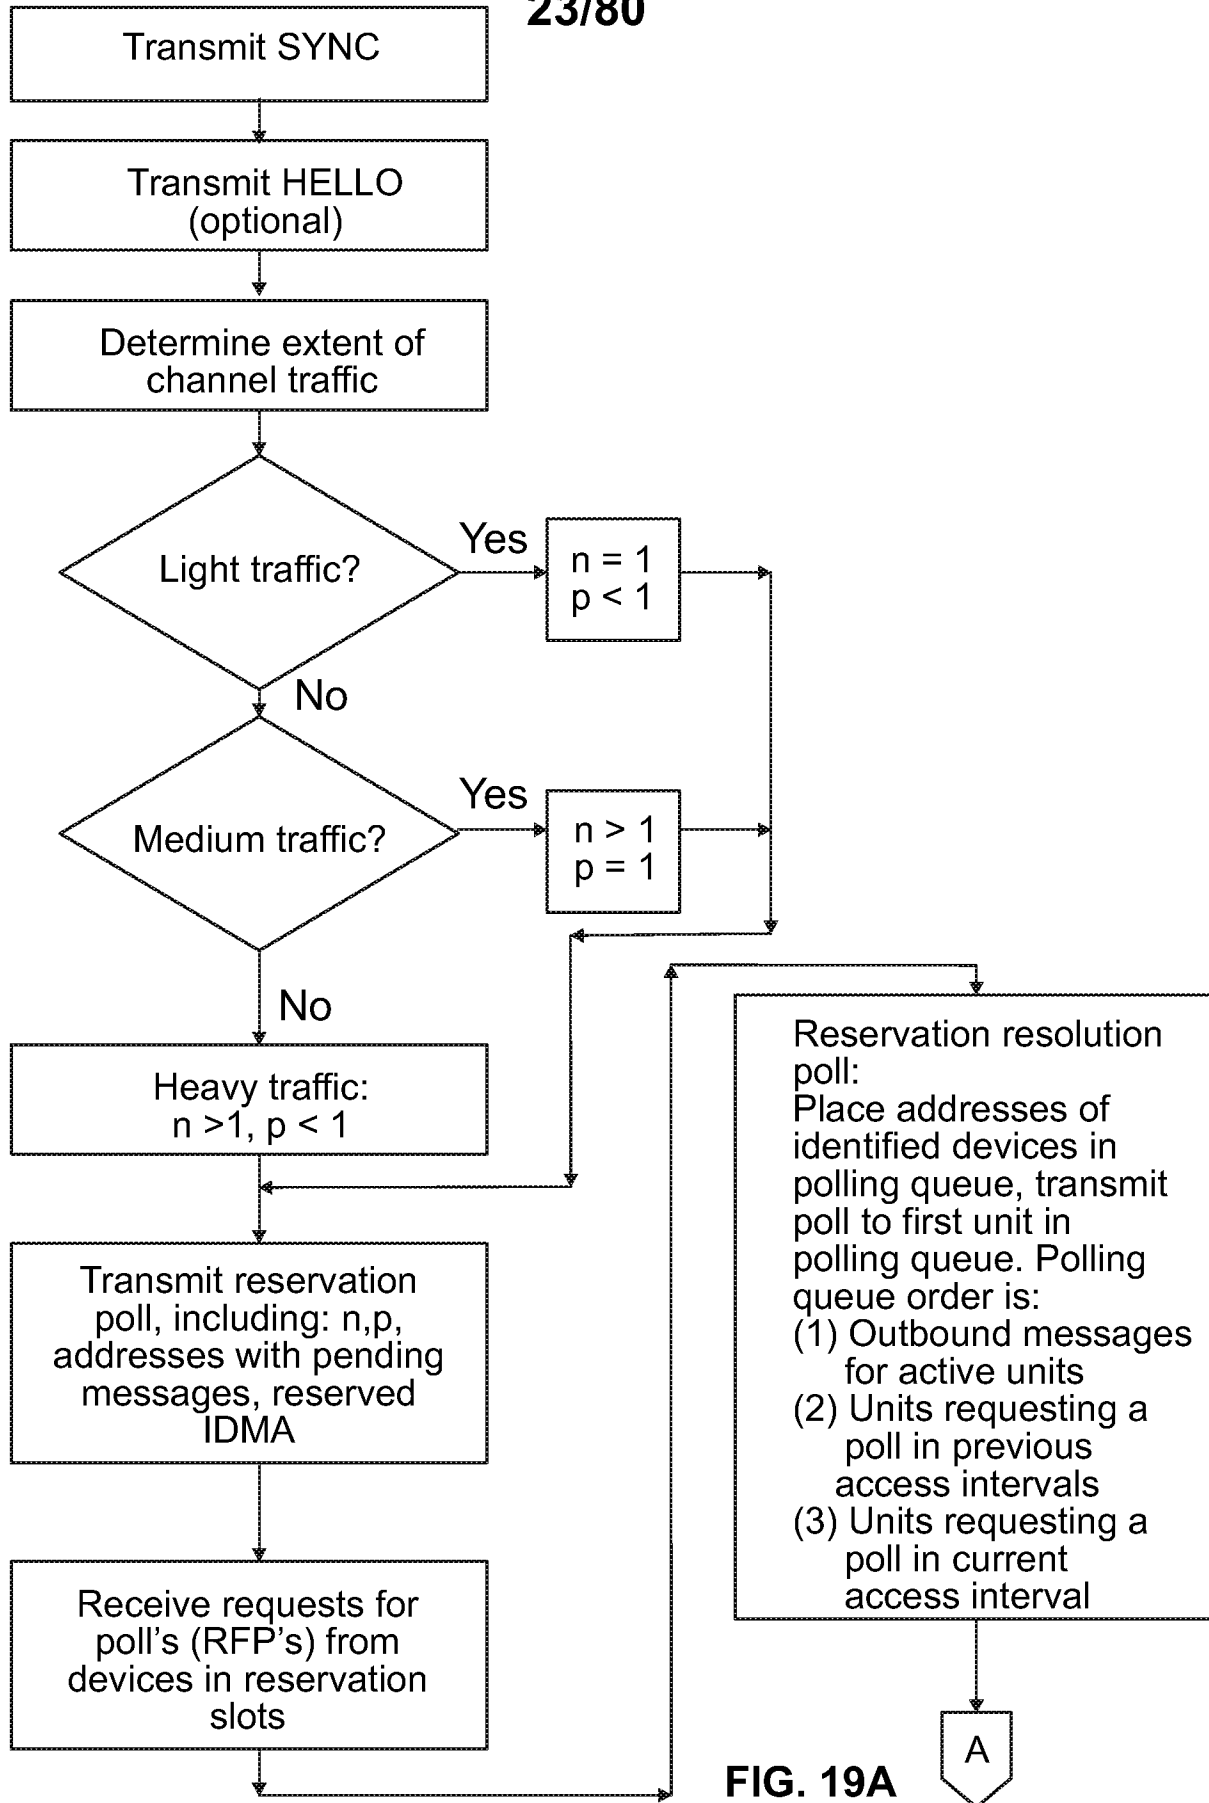 23/80
Transmit SYNC
Transmit HELLO
(optional)
Determine extent of
channel traffic
Light traffic?
Yes
n = 1
p < 1
No
Medium traffic?
Yes
n > 1
p = 1
No
Heavy traffic:
n >1, p < 1
Transmit reservation
poll, including: n,p,
addresses with pending
messages, reserved
IDMA
Receive requests for
poll's (RFP's) from
devices in reservation
slots
Reservation resolution
poll:
Place addresses of
identified devices in
polling queue, transmit
poll to first unit in
polling queue. Polling
queue order is:
(1) Outbound messages
for active units
(2) Units requesting a
poll in previous
access intervals
(3) Units requesting a
poll in current
access interval
A
FIG. 19A